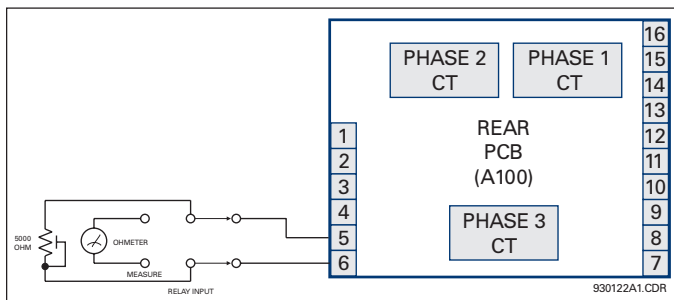 PHASE 2
CT
PHASE 1
CT
REAR
PCB
(A100)
PHASE 3
CT
1
2
3
4
5
6
16
15
14
13
12
11
10
9
8
7
5000
OHM
OHMETER
MEASURE
RELAY INPUT
930122A1.CDR